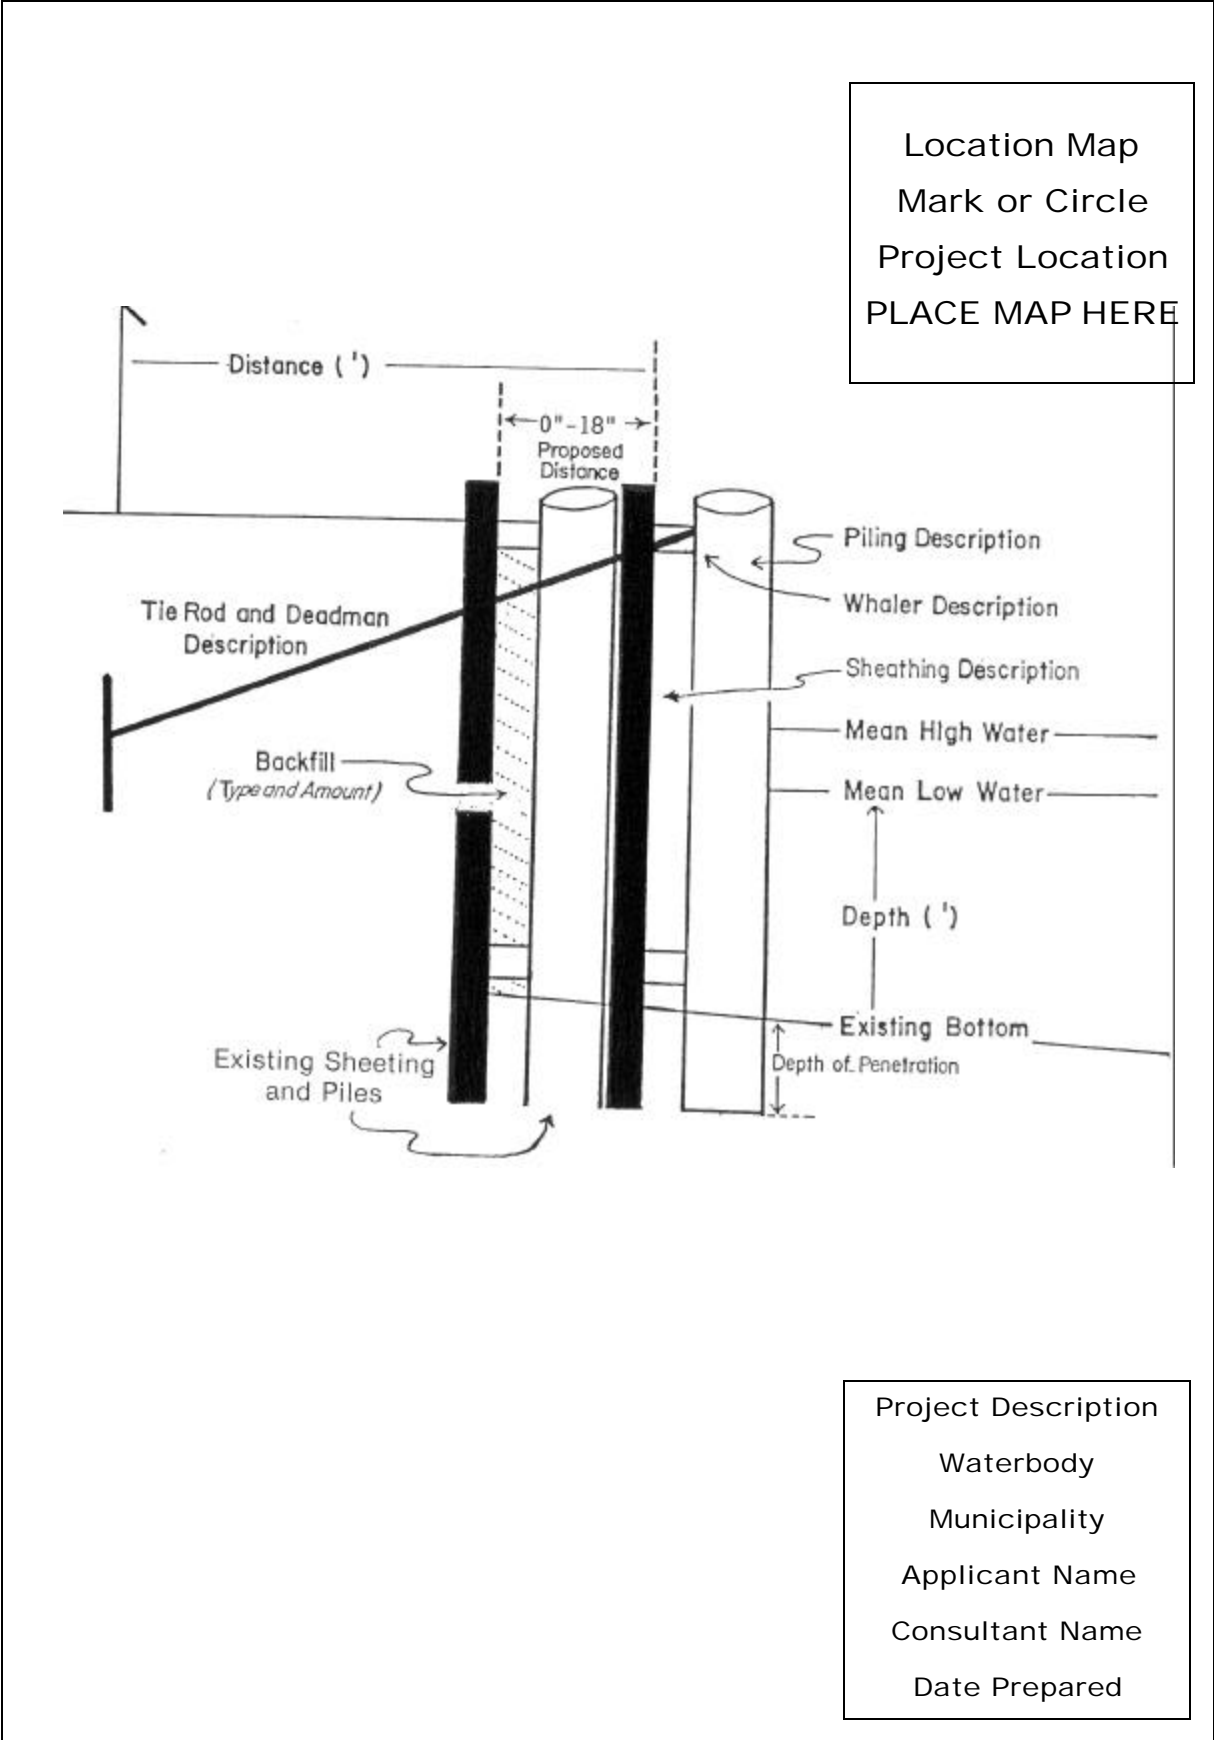 Location Map
Mark or Circle
Project Location
PLACE MAP HERE
Distance (')
0"-18"
Proposed
Distance
Piling Description
Whaler Description
Tie Rod and Deadman
Description
Sheathing Description
Mean High Water
Backfill
(Type and Amount)
Mean Low Water
Depth (')
Existing Bottom
Existing Sheeting
and Piles
Depth of Penetration
Project Description
Waterbody
Municipality
Applicant Name
Consultant Name
Date Prepared